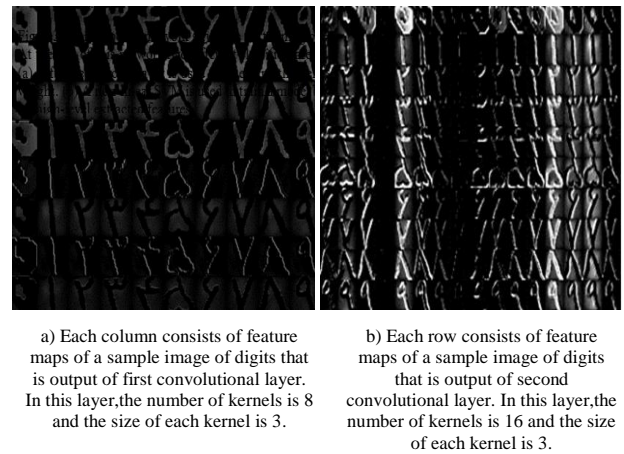 a) Each column consists of feature
maps of a sample image of digits that
is output of first convolutional layer.
In this layer,the number of kernels is 8
and the size of each kernel is 3.
b) Each row consists of feature
maps of a sample image of digits
that is output of second
convolutional layer. In this layer,the
number of kernels is 16 and the size
of each kernel is 3.